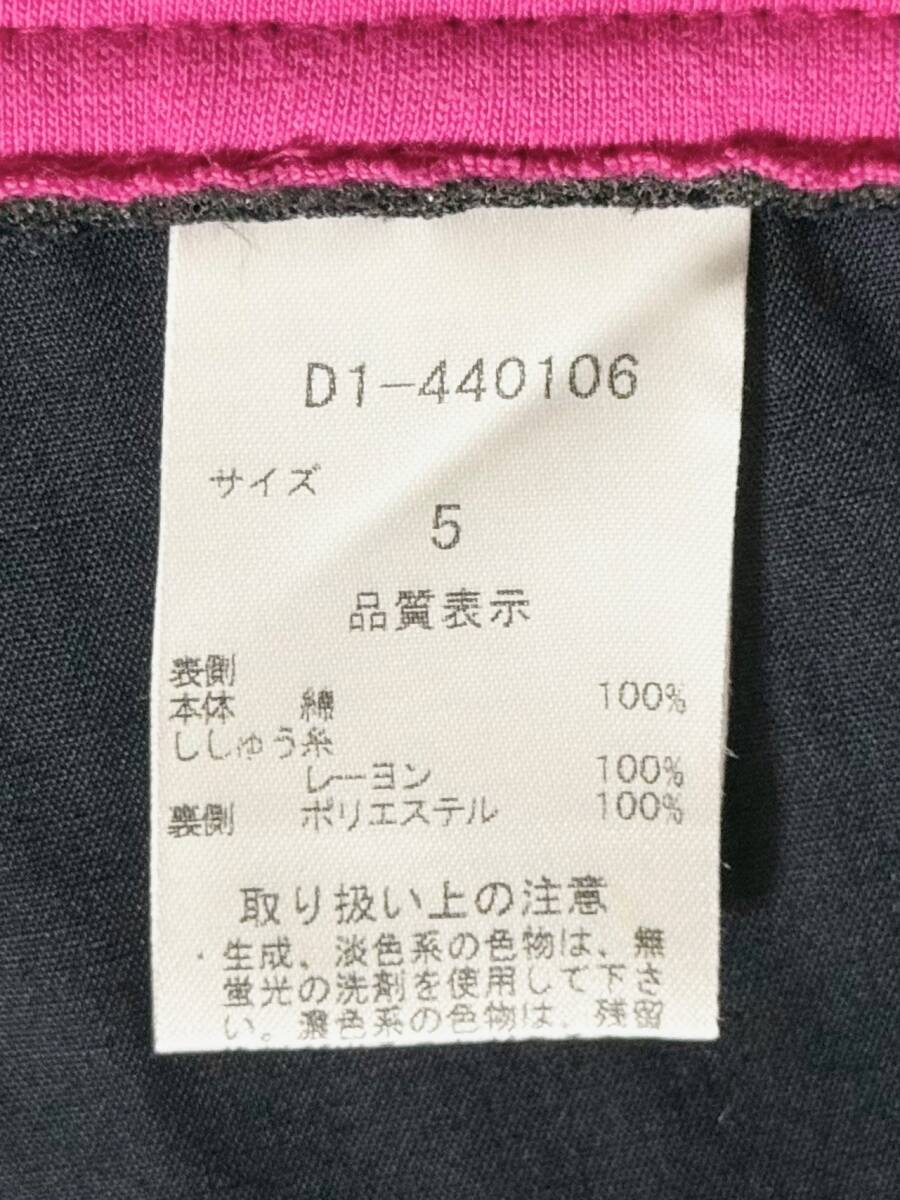 D1-440106
サイズ
5
品質表示
表側
本体 綿 100%
ししゅう糸
レーヨン 100%
裏側 ポリエステル 100%
取り扱い上の注意
・生成、淡色系の色物は、無
蛍光の洗剤を使用して下さ
い。濃色系の色物は、残留